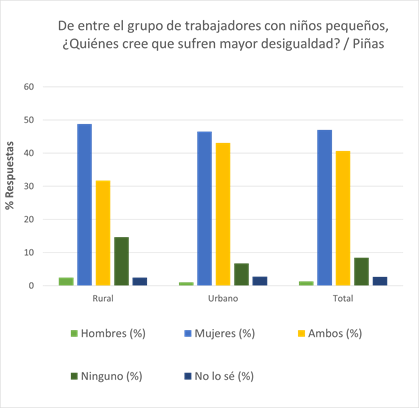 De entre el grupo de trabajadores con niños pequeños,
¿Quiénes cree que sufren mayor desigualdad? / Piñas
% Respuestas
60
50
40
30
20
10
0
Rural Urbano Total
Hombres (%) Mujeres (%) Ambos (%)
Ninguno (%) No lo sé (%)